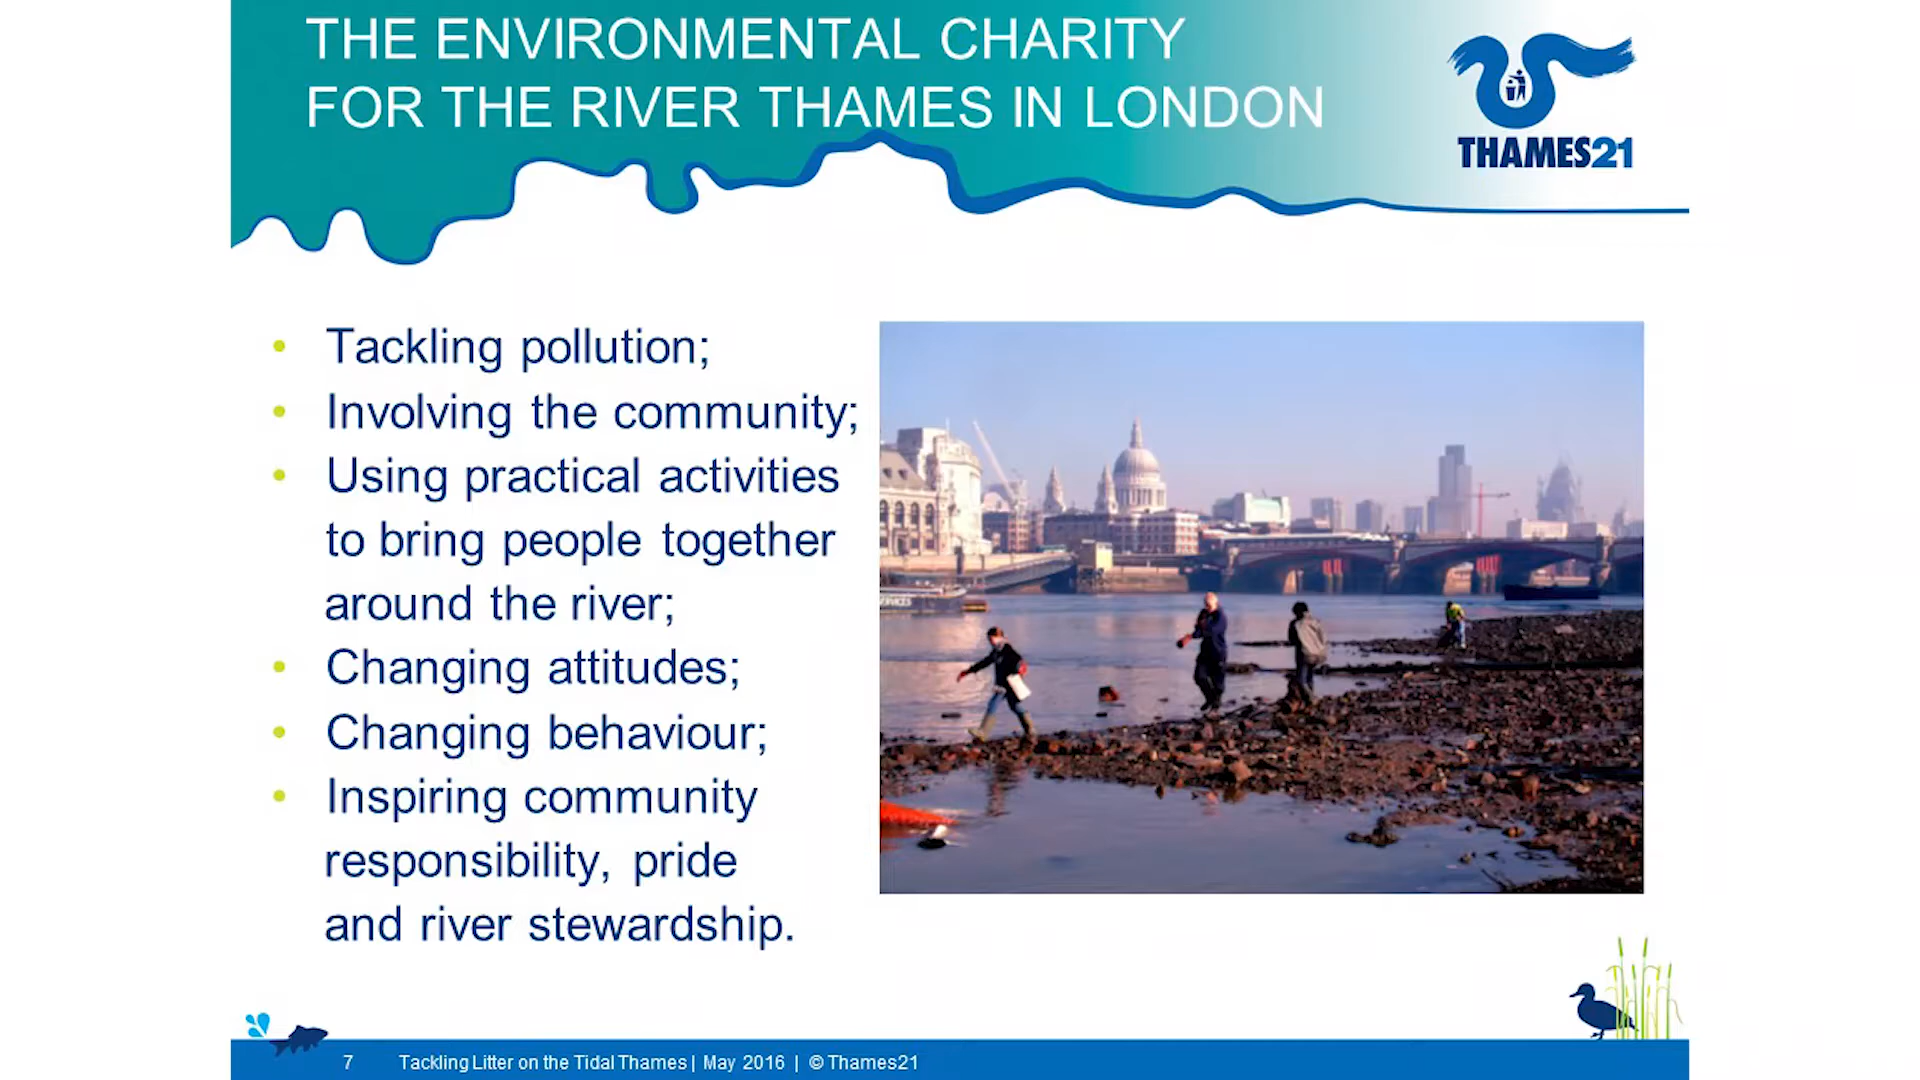 THE ENVIRONMENTAL CHARITY
FOR THE RIVER THAMES IN LONDON
THAMES21
• Tackling pollution;
• Involving the community;
• Using practical activities
to bring people together
around the river;
• Changing attitudes;
• Changing behaviour;
• Inspiring community
responsibility, pride
and river stewardship.
7 Tackling Litter on the Tidal Thames | May 2016 | © Thames21